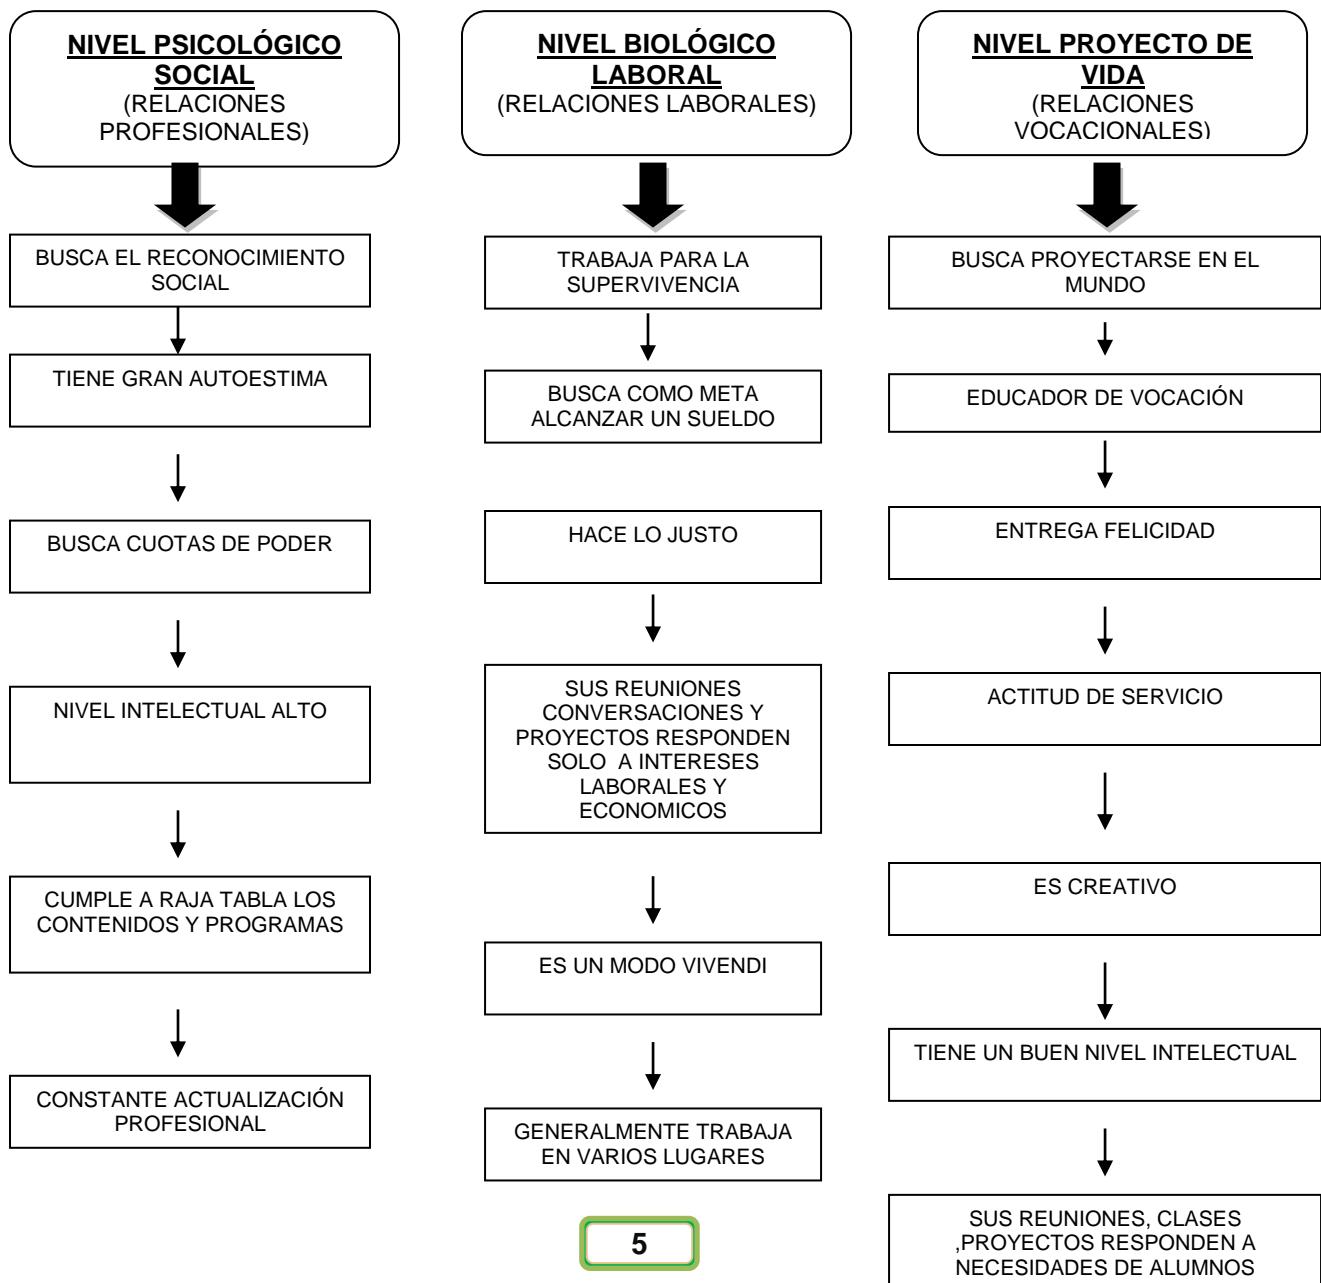 NIVEL PSICOLÓGICO
SOCIAL
(RELACIONES
PROFESIONALES)
BUSCA EL RECONOCIMIENTO
SOCIAL
TIENE GRAN AUTOESTIMA
BUSCA CUOTAS DE PODER
NIVEL INTELECTUAL ALTO
CUMPLE A RAJA TABLA LOS
CONTENIDOS Y PROGRAMAS
CONSTANTE ACTUALIZACIÓN
PROFESIONAL
NIVEL BIOLÓGICO
LABORAL
(RELACIONES LABORALES)
TRABAJA PARA LA
SUPERVIVENCIA
BUSCA COMO META
ALCANZAR UN SUELDO
HACE LO JUSTO
SUS REUNIONES
CONVERSACIONES Y
PROYECTOS RESPONDEN
SOLO  A INTERESES
LABORALES Y
ECONOMICOS
ES UN MODO VIVENDI
GENERALMENTE TRABAJA
EN VARIOS LUGARES
NIVEL PROYECTO DE
VIDA
(RELACIONES
VOCACIONALES)
BUSCA PROYECTARSE EN EL
MUNDO
EDUCADOR DE VOCACIÓN
ENTREGA FELICIDAD
ACTITUD DE SERVICIO
ES CREATIVO
TIENE UN BUEN NIVEL INTELECTUAL
SUS REUNIONES, CLASES
,PROYECTOS RESPONDEN A
NECESIDADES DE ALUMNOS
5